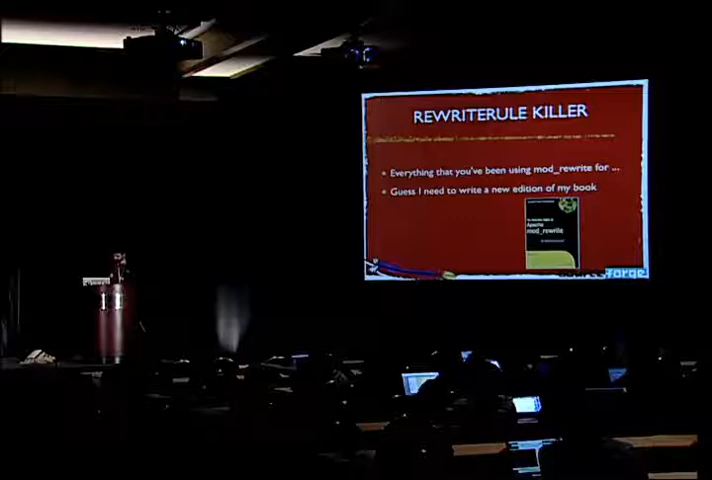 REWRITERULE KILLER
Everything that you've been using mod_rewrite for ...
Guess I need to write a new edition of my book
Apache
mod_rewrite
forge